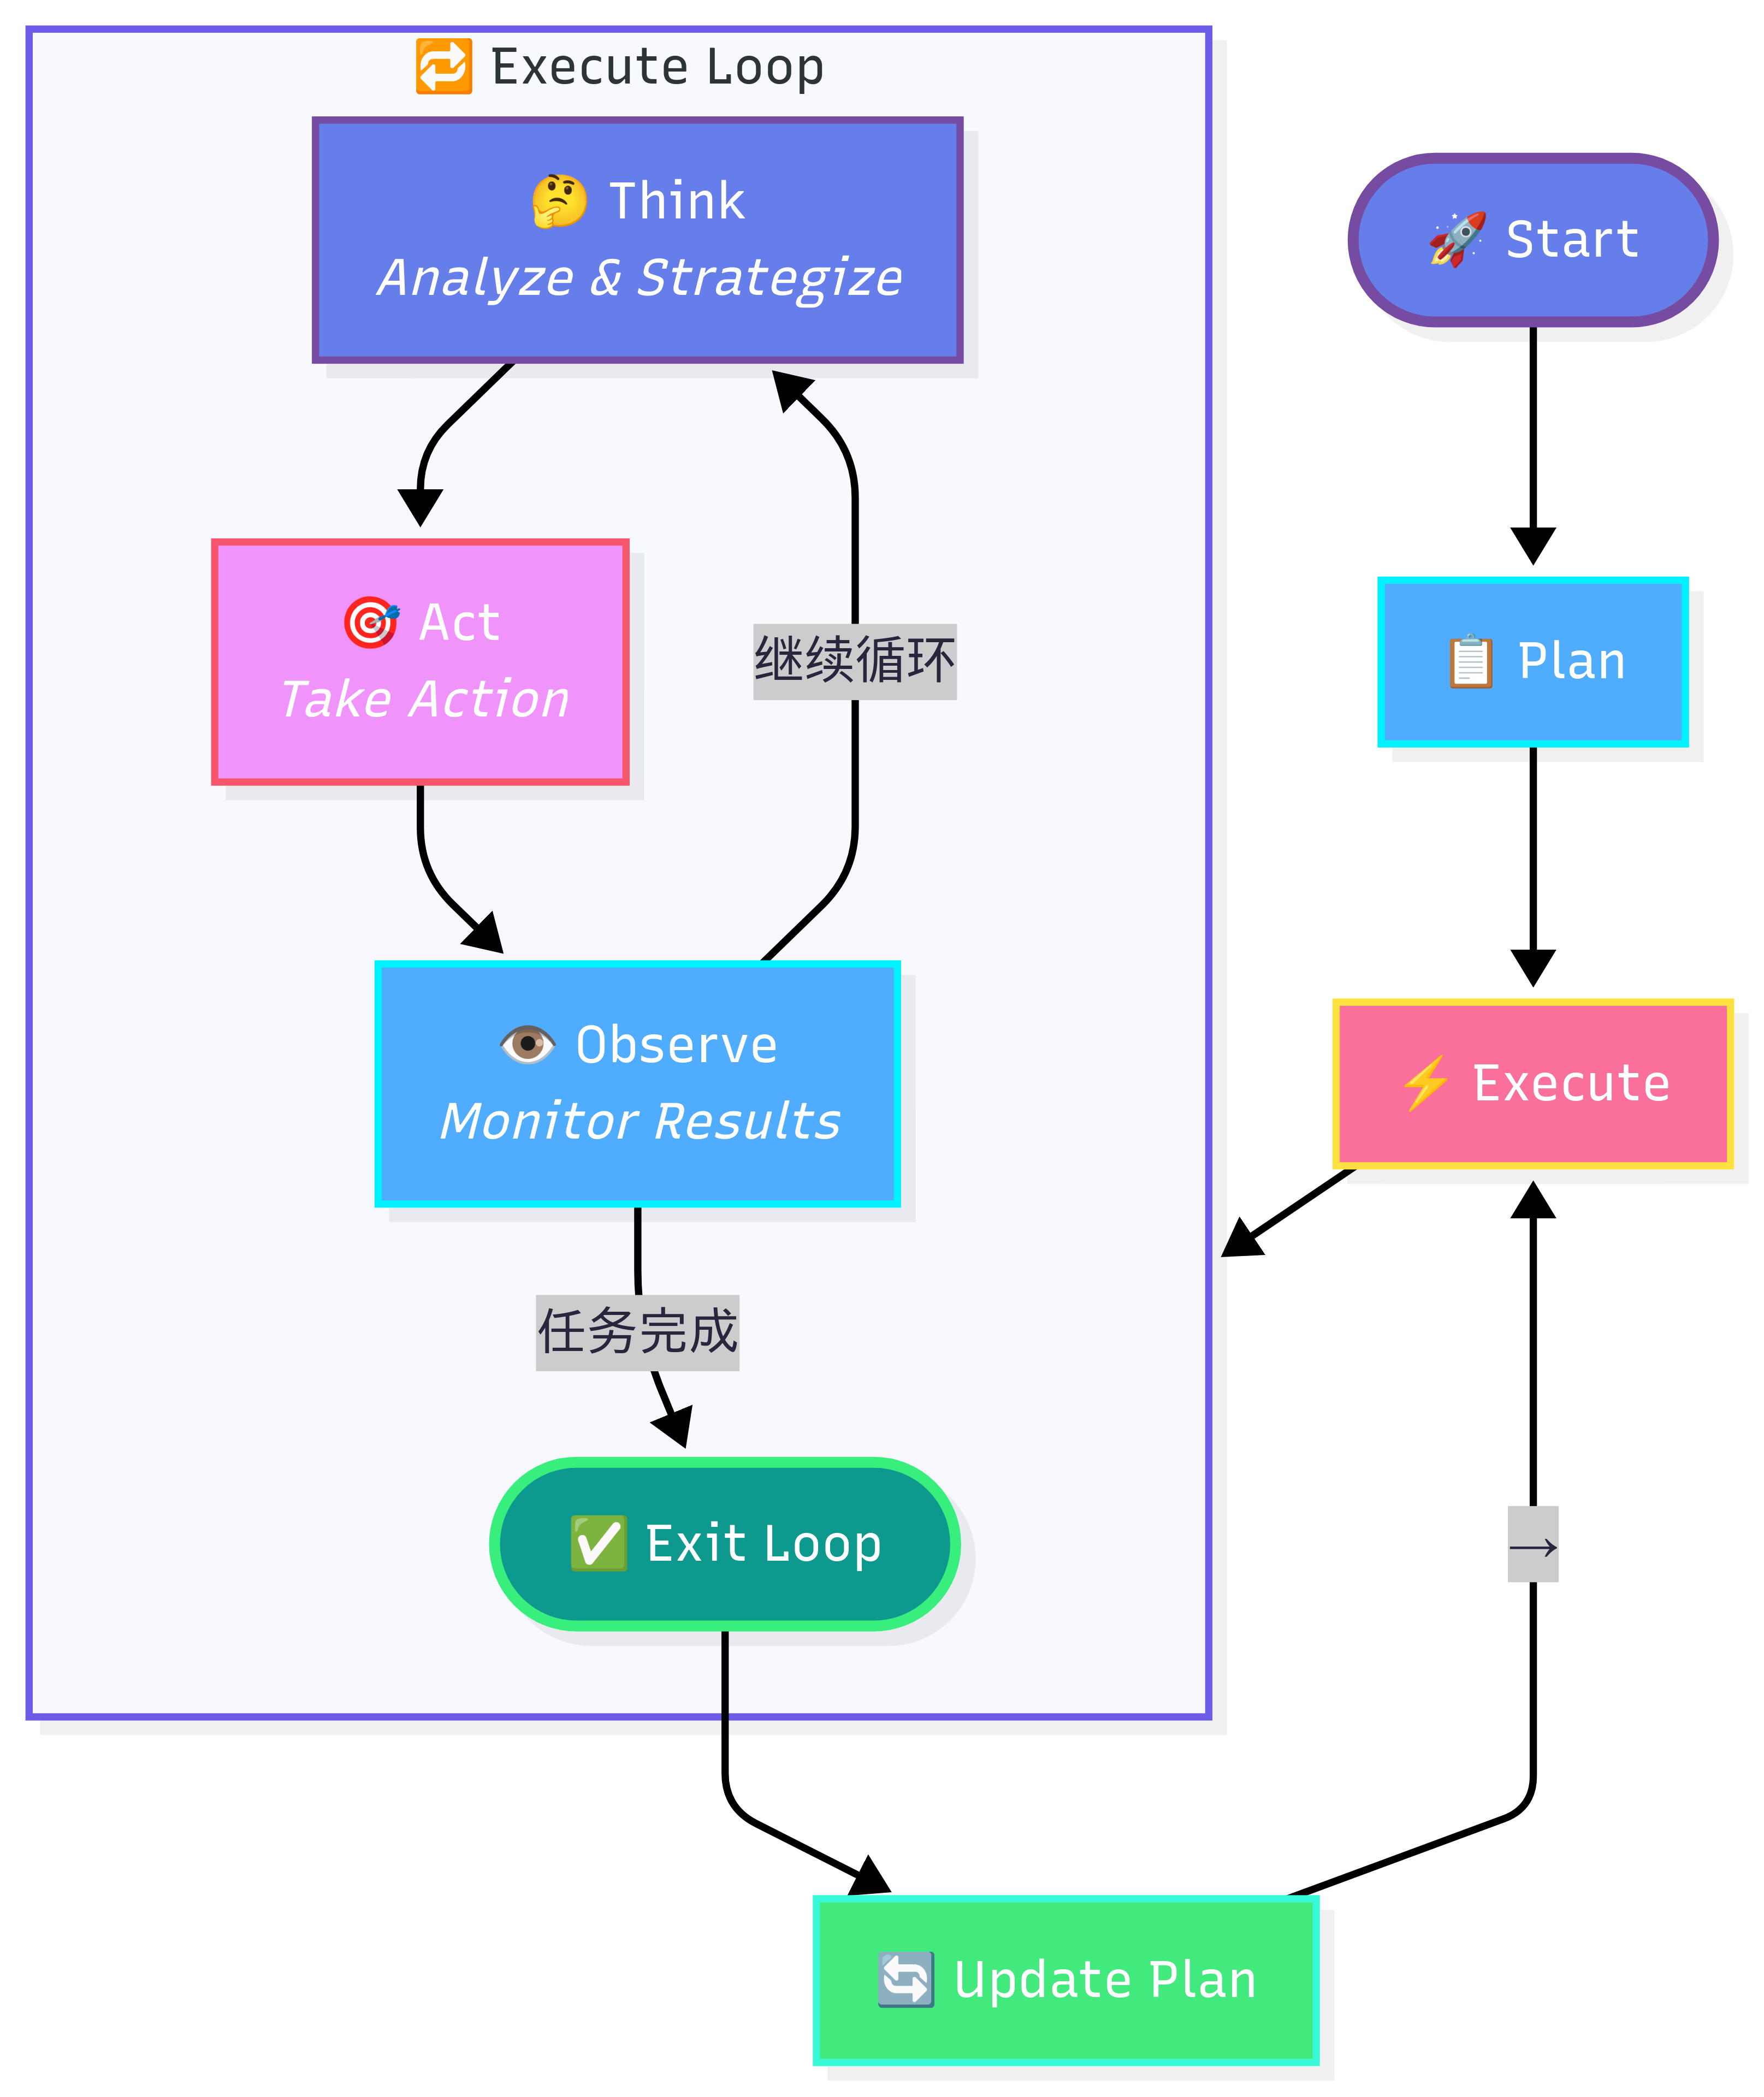 🔁 Execute Loop
🤔 Think
Analyze & Strategize
🎯 Act
Take Action
继续循环
👁️ Observe
Monitor Results
任务完成
✅ Exit Loop
🚀 Start
📋 Plan
⚡ Execute
→
🔄 Update Plan